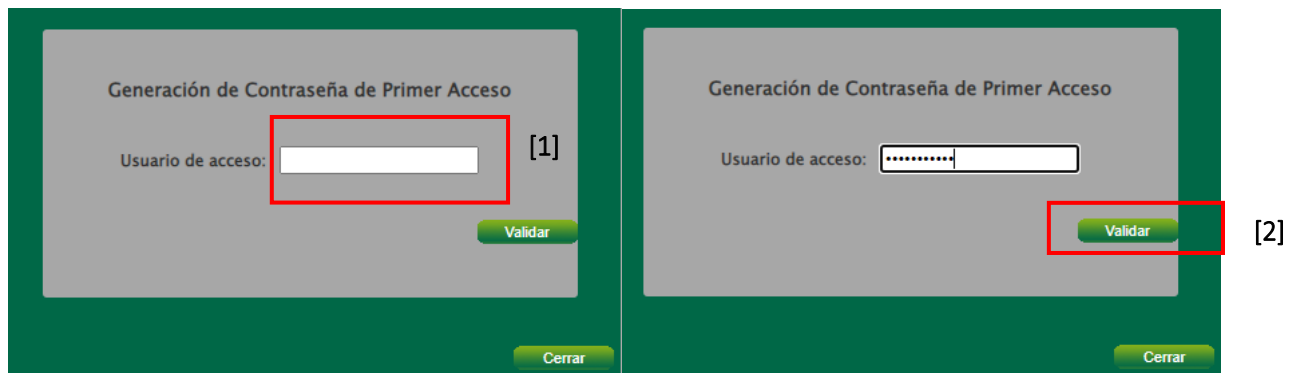 Generación de Contraseña de Primer Acceso
Usuario de acceso:
[1]
Validar
Cerrar
Generación de Contraseña de Primer Acceso
Usuario de acceso: •••••••••••
Validar
[2]
Cerrar